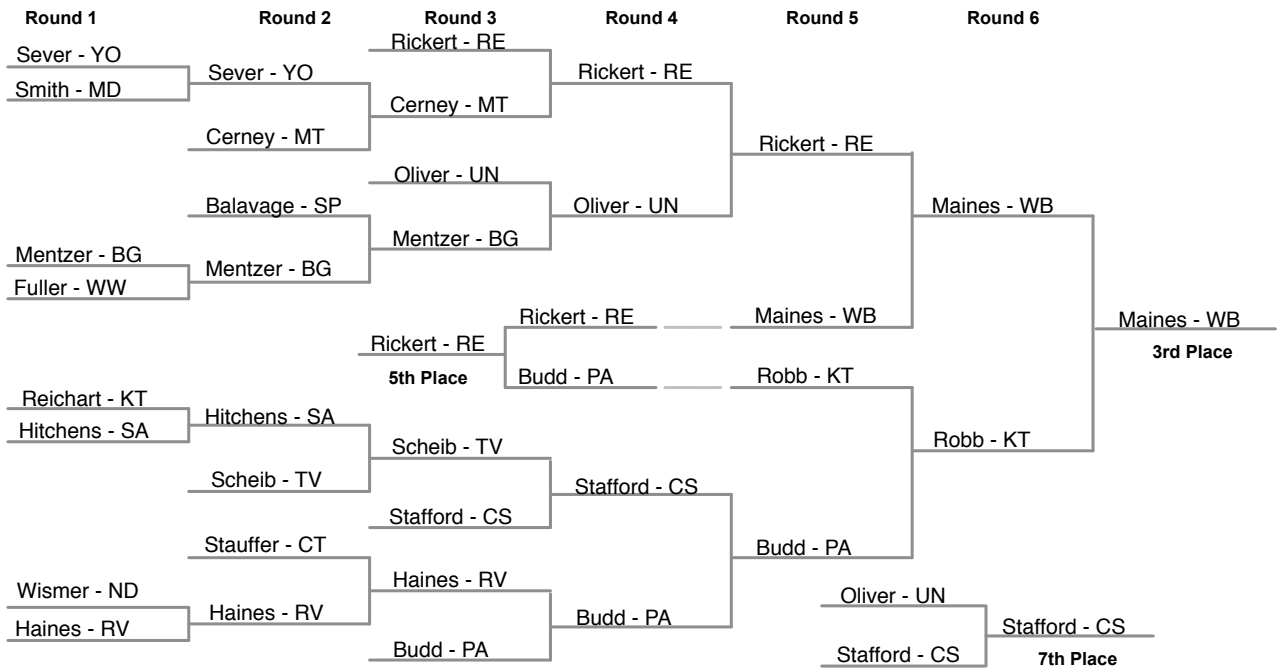 Round 1
Round 2
Round 3
Round 4
Round 5
Round 6
Sever - YO
Smith - MD
Mentzer - BG
Fuller - WW
Reichart - KT
Hitchens - SA
Wismer - ND
Haines - RV
Sever - YO
Cerney - MT
Balavage - SP
Mentzer - BG
Hitchens - SA
Scheib - TV
Stauffer - CT
Haines - RV
Rickert - RE
Cerney - MT
Oliver - UN
Mentzer - BG
Rickert - RE
5th Place
Scheib - TV
Stafford - CS
Haines - RV
Budd - PA
Rickert - RE
Oliver - UN
Rickert - RE
Budd - PA
Stafford - CS
Budd - PA
Rickert - RE
Maines - WB
Robb - KT
Budd - PA
Oliver - UN
Stafford - CS
Maines - WB
Robb - KT
Stafford - CS
7th Place
Maines - WB
3rd Place